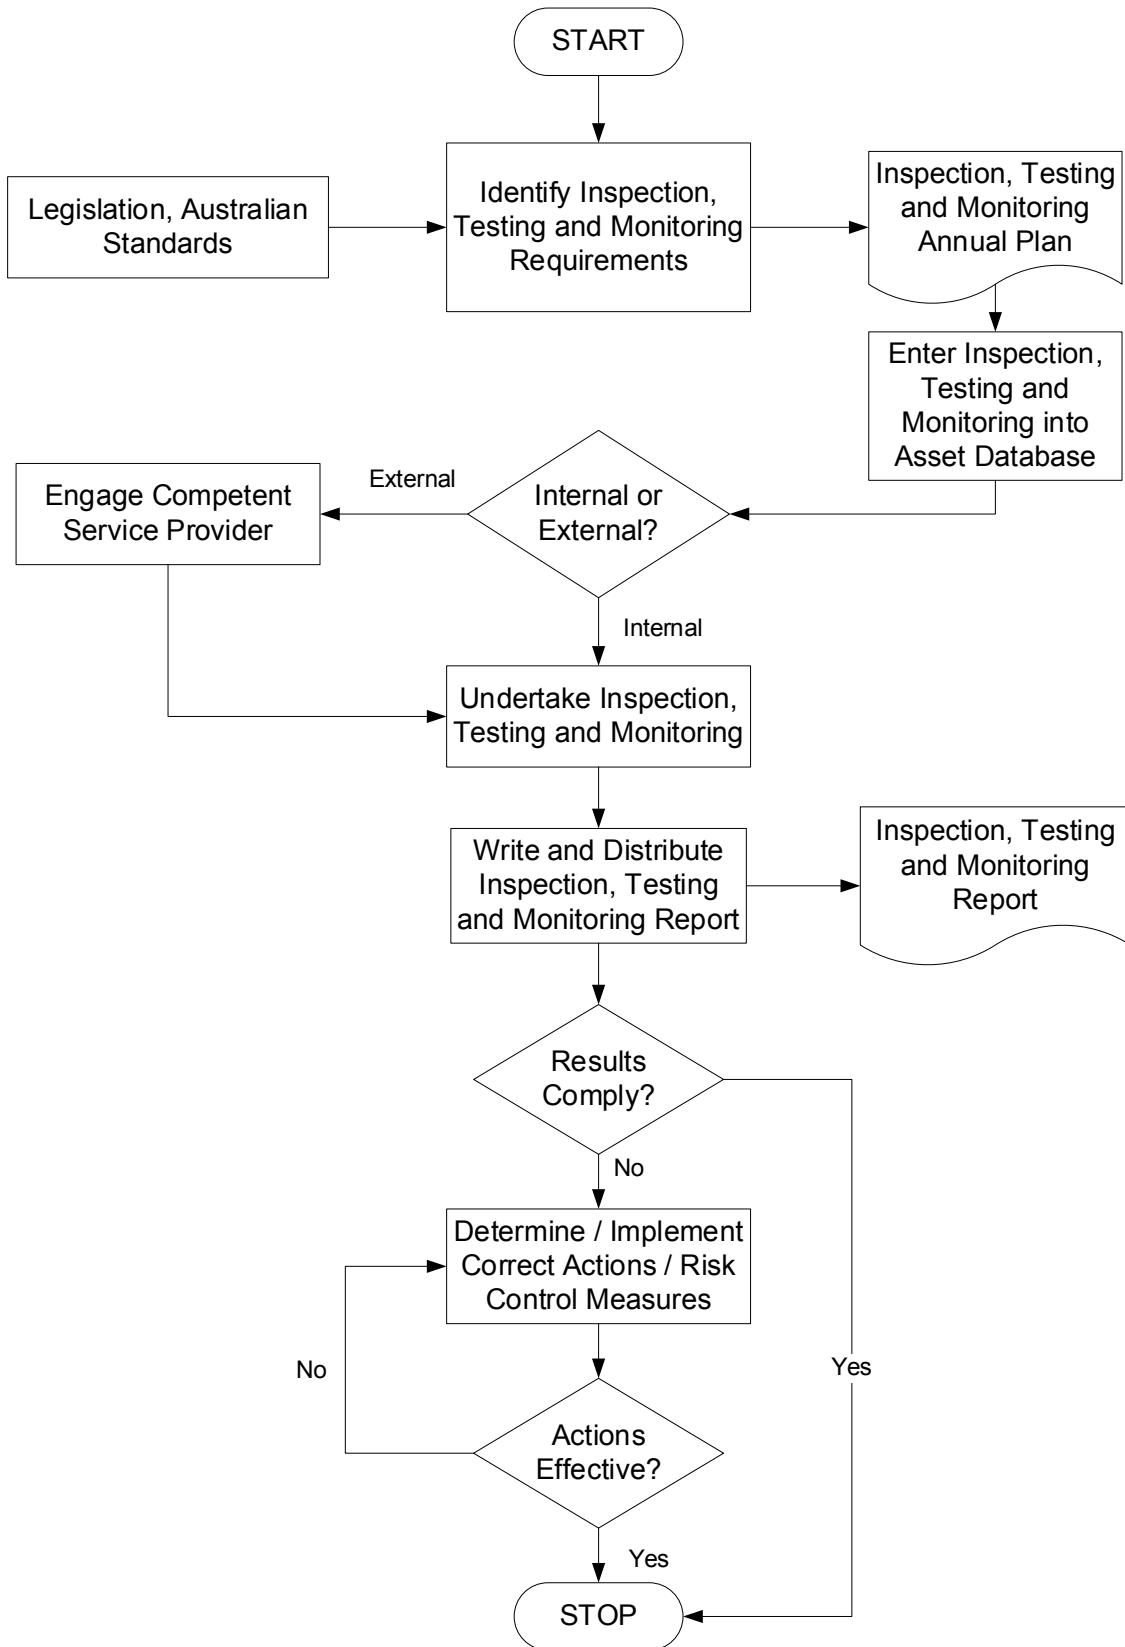 START
Legislation, Australian
Standards
Identify Inspection,
Testing and Monitoring
Requirements
Inspection, Testing
and Monitoring
Annual Plan
Enter Inspection,
Testing and
Monitoring into
Asset Database
Internal or
External?
External
Engage Competent
Service Provider
Internal
Undertake Inspection,
Testing and Monitoring
Write and Distribute
Inspection, Testing
and Monitoring Report
Inspection, Testing
and Monitoring
Report
Results
Comply?
No
Determine / Implement
Correct Actions / Risk
Control Measures
No
Yes
Actions
Effective?
Yes
STOP